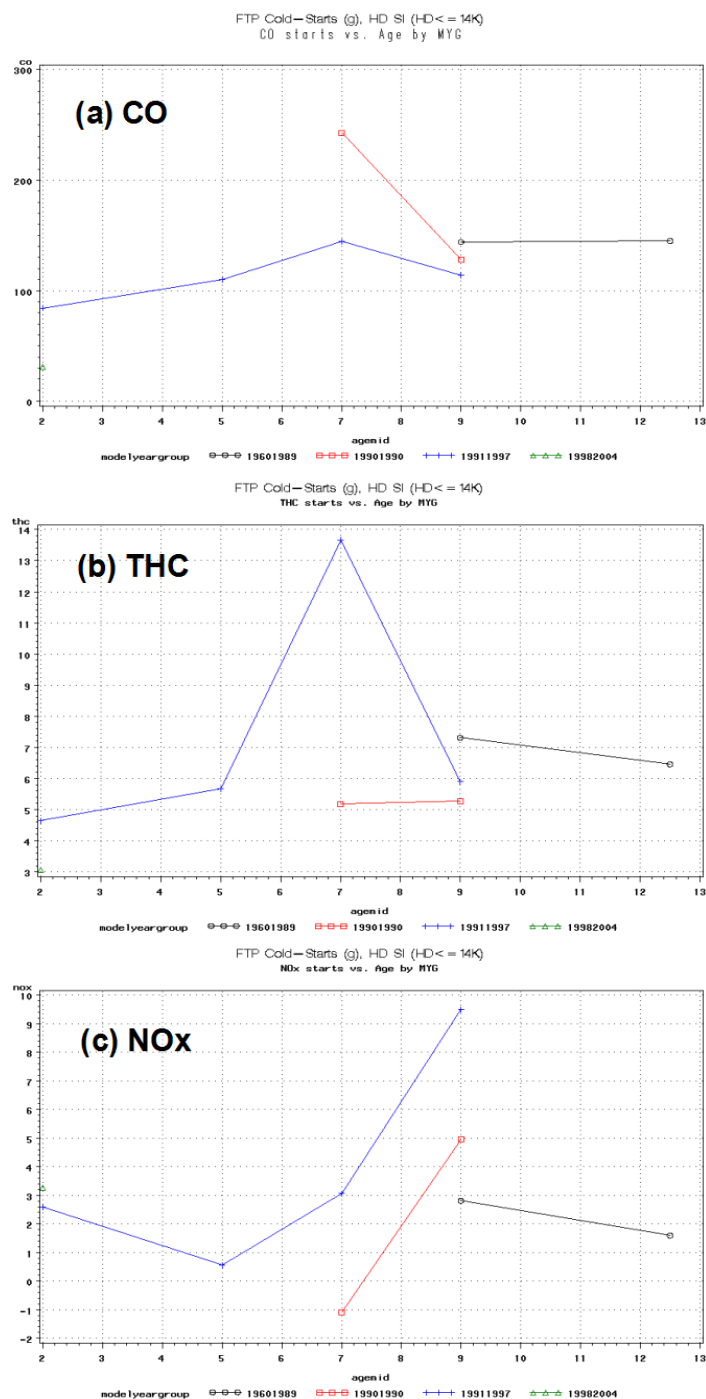 FTP Cold-Starts (g), HD SI (HD<= 14K)
CO starts vs. Age by MYG
co
300
(a) CO
200
100
0
2 3 4 5 6 7 8 9 10 11 12 13
agemid
modelyeargroup 19601989 19901990 19911997 19982004
FTP Cold-Starts (g), HD SI (HD<= 14K)
THC starts vs. Age by MYG
thc
14
13
(b) THC
12
11
10
9
8
7
6
5
4
3
2 3 4 5 6 7 8 9 10 11 12 13
agemid
modelyeargroup 19601989 19901990 19911997 19982004
FTP Cold-Starts (g), HD SI (HD<= 14K)
NOx starts vs. Age by MYG
nox
10
9
(c) NOx
8
7
6
5
4
3
2
1
0
-1
-2
2 3 4 5 6 7 8 9 10 11 12 13
agemid
modelyeargroup 19601989 19901990 19911997 19982004